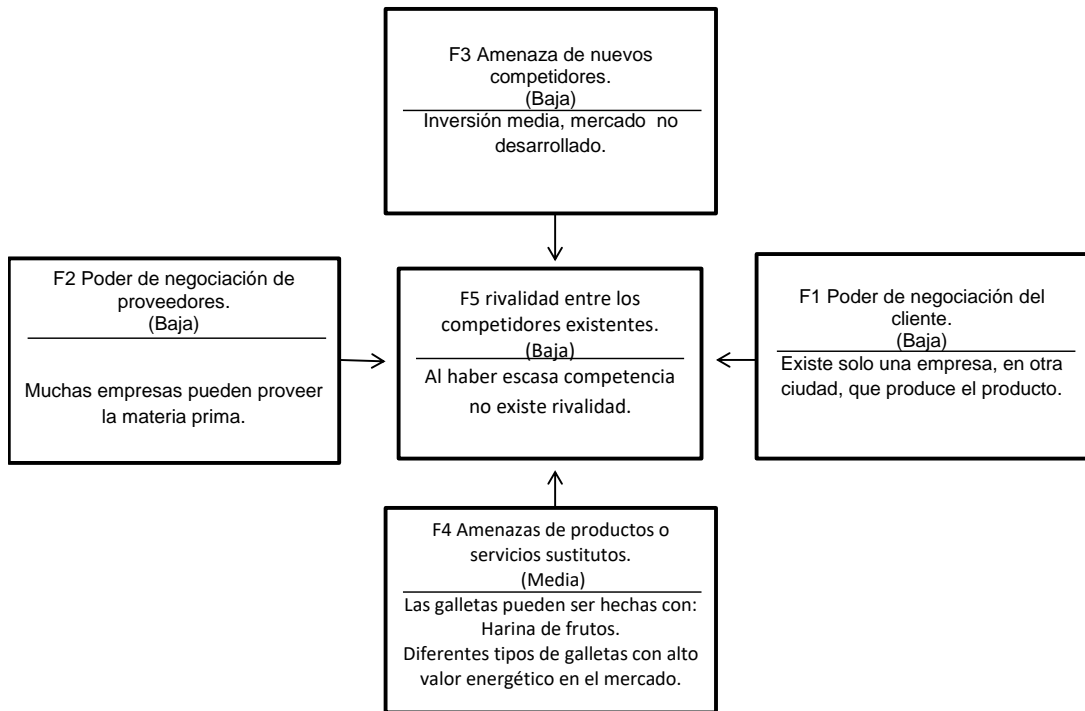 F3 Amenaza de nuevos
competidores.
(Baja)
Inversión media, mercado no
desarrollado.
F2 Poder de negociación de
proveedores.
(Baja)
Muchas empresas pueden proveer
la materia prima.
F5 rivalidad entre los
competidores existentes.
(Baja)
Al haber escasa competencia
no existe rivalidad.
F1 Poder de negociación del
cliente.
(Baja)
Existe solo una empresa, en otra
ciudad, que produce el producto.
F4 Amenazas de productos o
servicios sustitutos.
(Media)
Las galletas pueden ser hechas con:
Harina de frutos.
Diferentes tipos de galletas con alto
valor energético en el mercado.